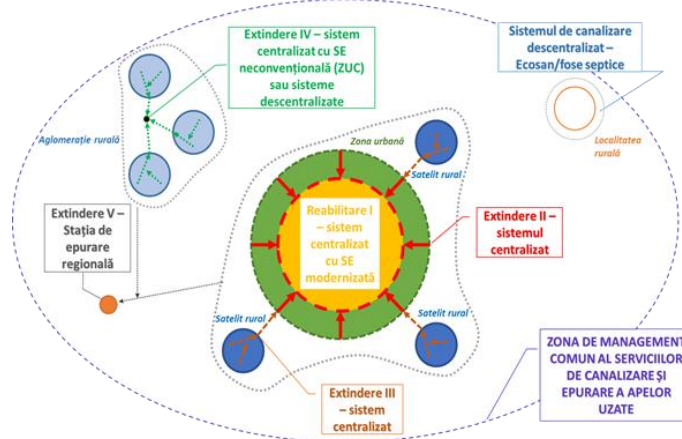 Extindere IV – sistem
centralizat cu SE
neconvențională (ZUC)
sau sisteme
descentralizate
Sistemul de canalizare
descentralizat –
Ecosan/fose septice
Aglomerație rurală
Zona urbană
Localitatea
rurală
Satelit rural
Extindere V –
Stația de
epurare
regională
Reabilitare I
– sistem
centralizat
cu SE
modernizată
Extindere II –
sistemul
centralizat
Satelit rural
Satelit rural
Extindere III
– sistem
centralizat
ZONA DE MANAGEMENT
COMUN AL SERVICIILOR
DE CANALIZARE ȘI
EPURARE A APELOR
UZATE